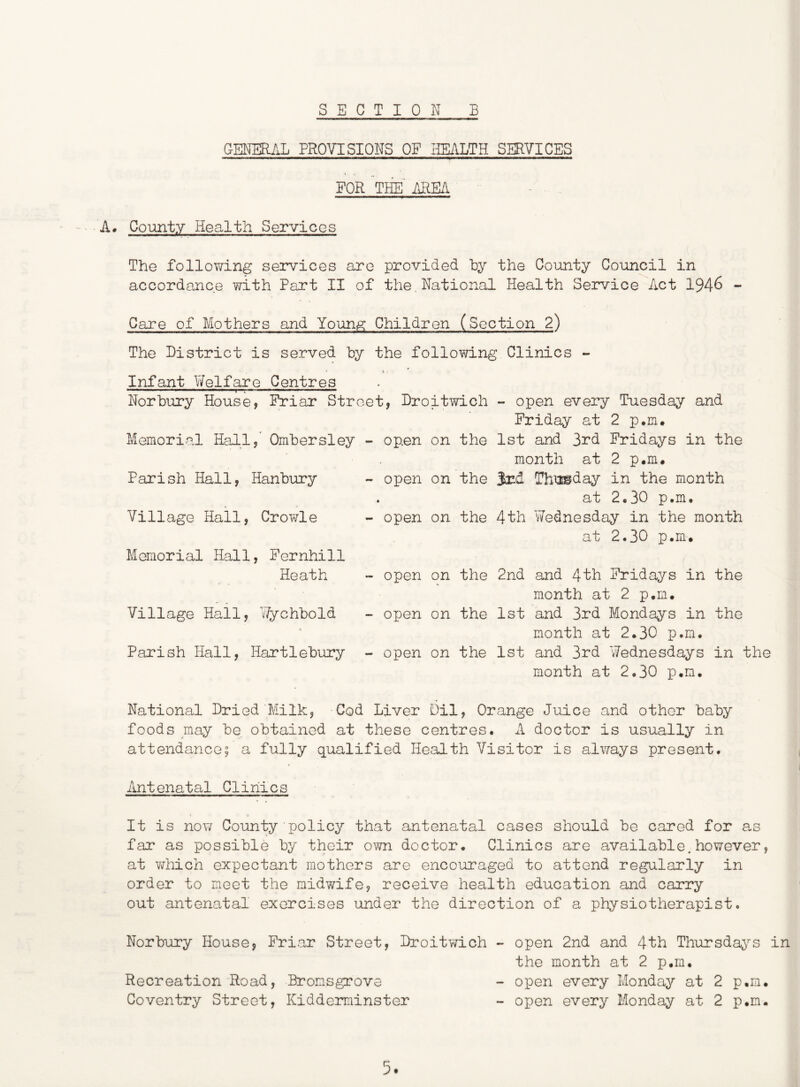 SECTION B
GENERAL PROVISIONS OF HEALTH SERVICES
FOR THE AREA
A. County Health Services
The following services are provided by the County Council in
accordance with Part II of the National Health Service Act 1946 -
Care of Mothers and Young Children (Section 2)
The District is served by the following Clinics -
Infant Welfare Centres
Norbury House, Friar Street, Droitwich - open every Tuesday and
Friday at 2 p.m.
Memorial Hall, Ombersley - open on the 1st and 3rd Fridays in the
month at 2 p.m.
Parish Hall, Hanbury - open on the 3rd Thusday in the month
at 2.30 p.m.
Village Hall, Crowle - open on the 4th Wednesday in the month
at 2.30 p.m.
Memorial Hall, Fernhill
Heath - open on the 2nd and 4th Fridays in the
month at 2 p.m.
Village Hall, Wychbold - open on the 1st and 3rd Mondays in the
month at 2.30 p.m.
Parish Hall, Hartlebury - open on the 1st and 3rd Wednesdays in the
month at 2.30 p.m.
National Dried Milk, Cod Liver Oil, Orange Juice and other baby
foods may be obtained at these centres. A doctor is usually in
attendance; a fully qualified Health Visitor is always present.
Antenatal Clinics
It is now County policy that antenatal cases should be cared for as
far as possible by their own doctor. Clinics are available, however,
at which expectant mothers are encouraged to attend regularly in
order to meet the midwife, receive health education and carry
out antenatal exercises under the direction of a physiotherapist.
Norbury House, Friar Street, Droitwich - open 2nd and 4th Thursdays in
the month at 2 p.m.
Recreation Road, Bromsgrove - open every Monday at 2 p.m.
Coventry Street, Kidderminster - open every Monday at 2 p.m.
5.